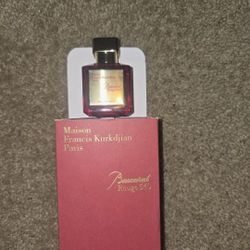 Maison
Francis Kurkdjian
Paris
Baccarat
Rouge 540